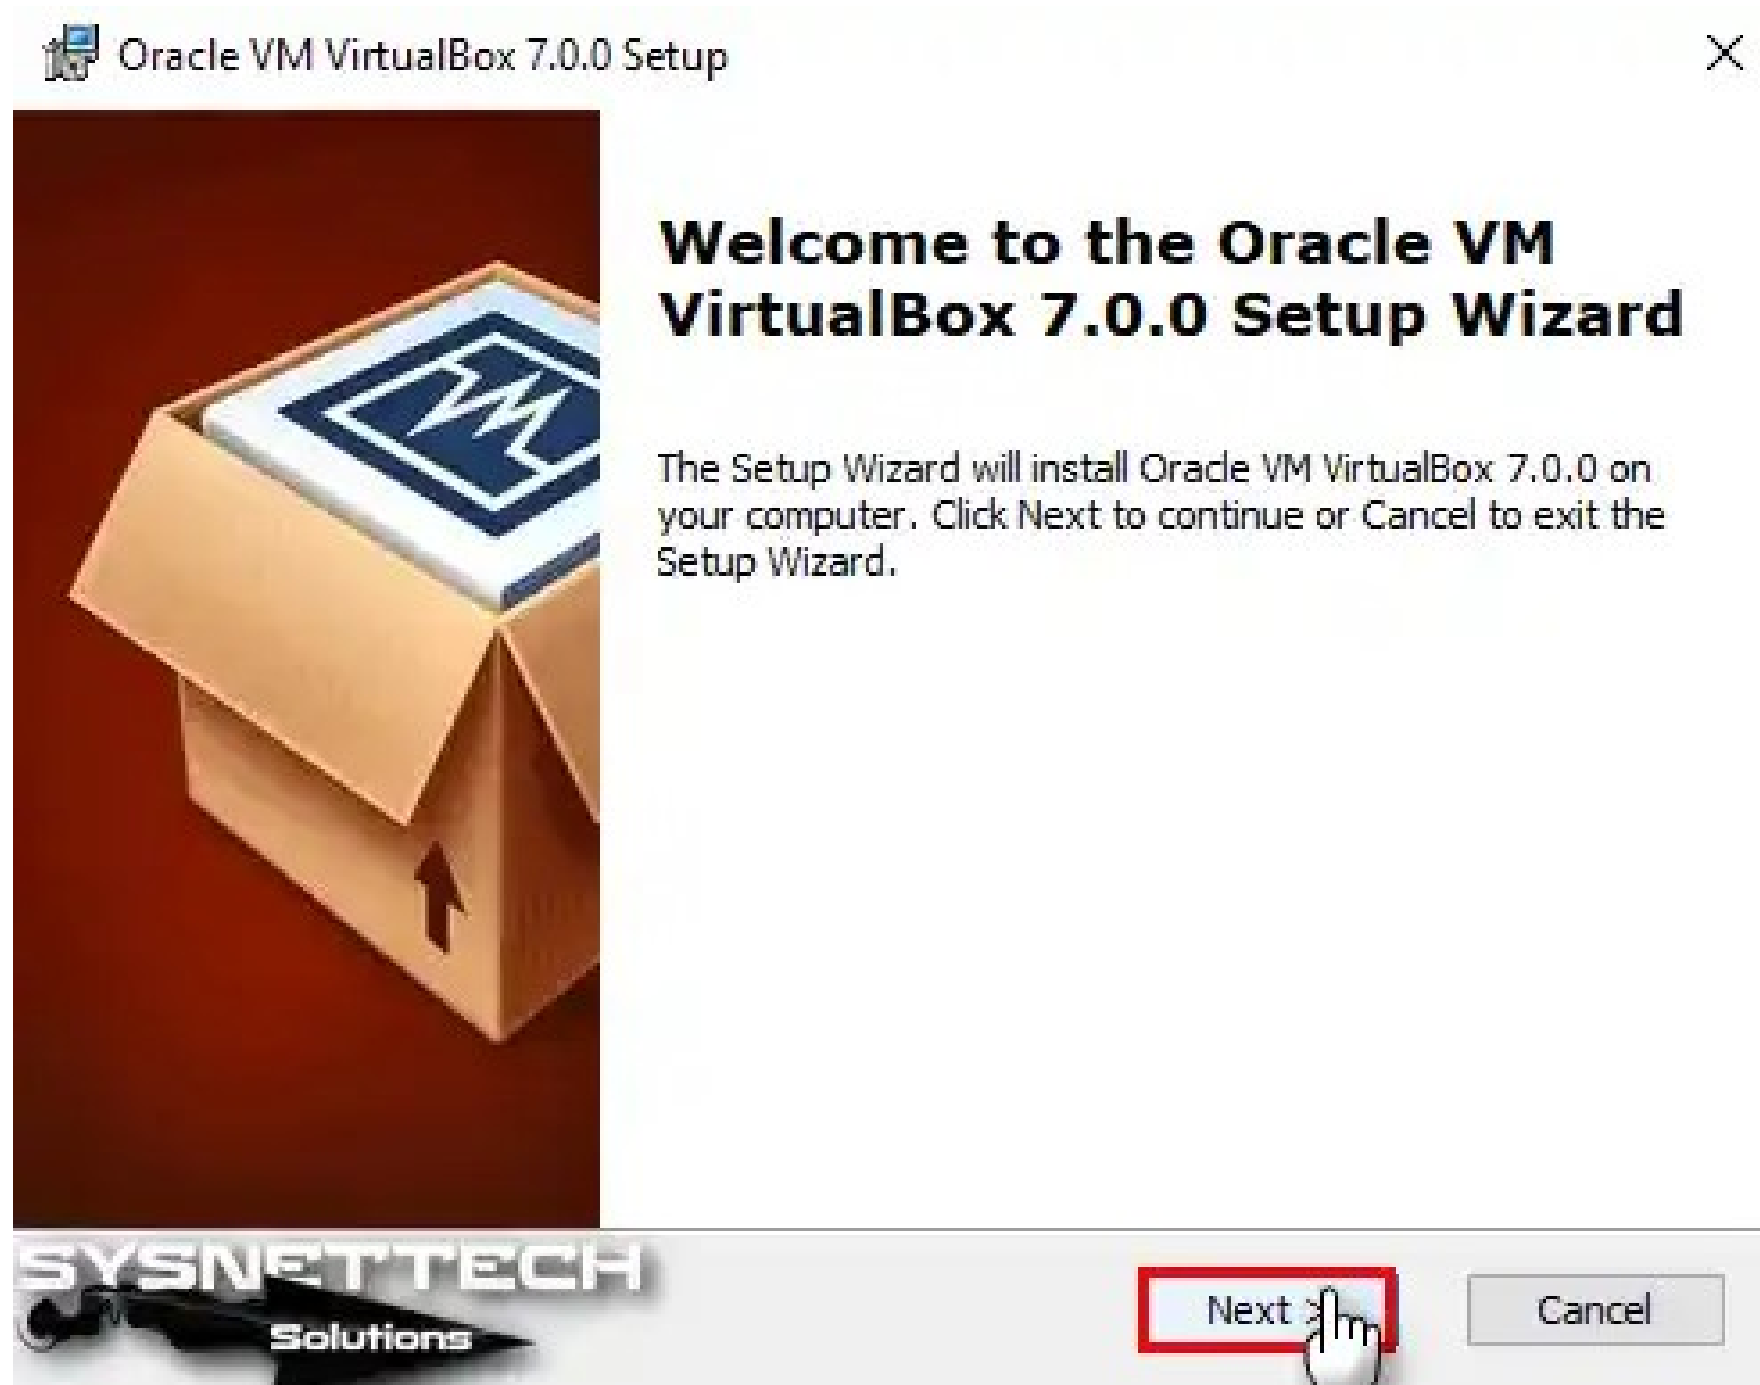 Oracle VM VirtualBox 7.0.0 Setup
Welcome to the Oracle VM
VirtualBox 7.0.0 Setup Wizard
The Setup Wizard will install Oracle VM VirtualBox 7.0.0 on
your computer. Click Next to continue or Cancel to exit the
Setup Wizard.
SYSNETTECH
Solutions
Next >
Cancel